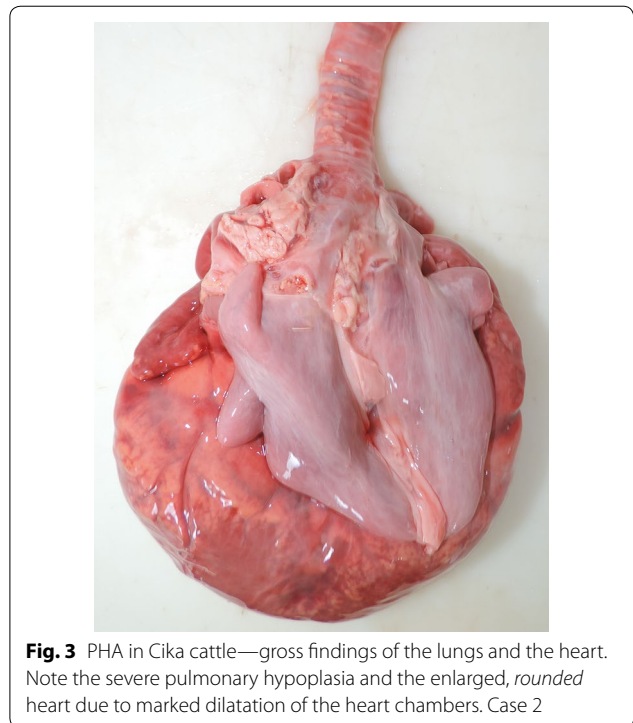 Fig. 3 PHA in Cika cattle—gross findings of the lungs and the heart.
Note the severe pulmonary hypoplasia and the enlarged, rounded
heart due to marked dilatation of the heart chambers. Case 2